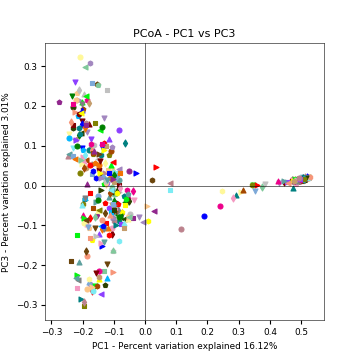 PCoA - PC1 vs PC3
PC3 - Percent variation explained 3.01%
0.3
0.2
0.1
0.0
−0.1
−0.2
−0.3
−0.3 −0.2 −0.1 0.0 0.1 0.2 0.3 0.4 0.5
PC1 - Percent variation explained 16.12%